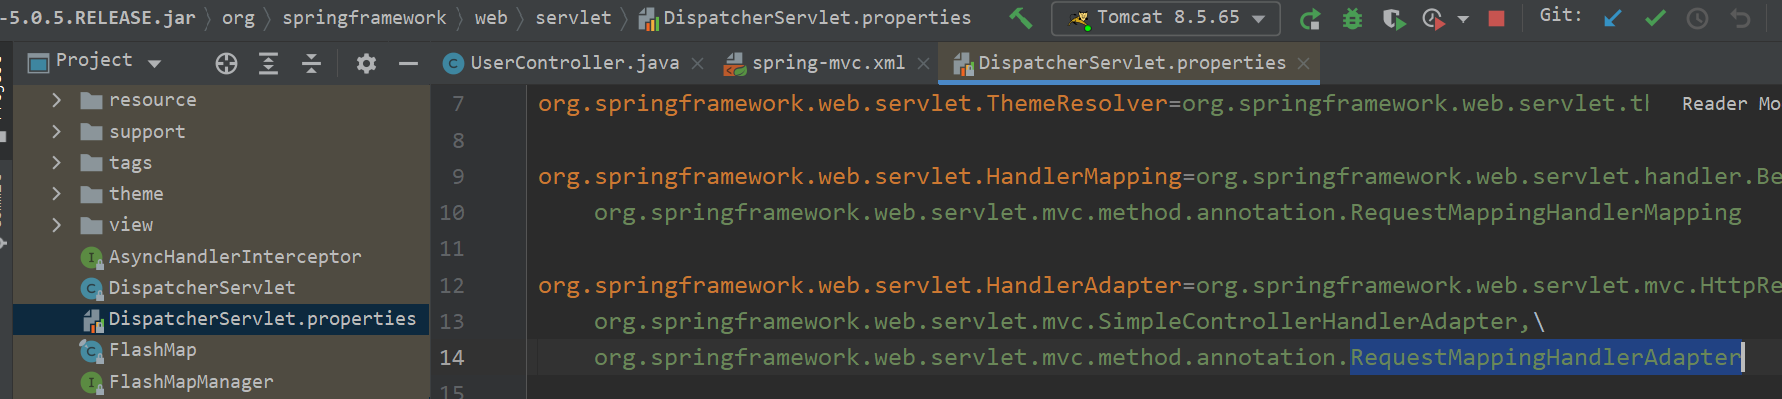 -5.0.5.RELEASE.jar > org > springframework > web > servlet > DispatcherServlet.properties Tomcat 8.5.65 Git:
Project UserController.java spring-mvc.xml DispatcherServlet.properties
resource
support
tags
theme
view
AsyncHandlerInterceptor
DispatcherServlet
DispatcherServlet.properties
FlashMap
FlashMapManager
7 org.springframework.web.servlet.ThemeResolver=org.springframework.web.servlet.th Reader Mo
8
9 org.springframework.web.servlet.HandlerMapping=org.springframework.web.servlet.handler.Be
10 org.springframework.web.servlet.mvc.method.annotation.RequestMappingHandlerMapping
11
12 org.springframework.web.servlet.HandlerAdapter=org.springframework.web.servlet.mvc.HttpRe
13 org.springframework.web.servlet.mvc.SimpleControllerHandlerAdapter,\
14 org.springframework.web.servlet.mvc.method.annotation.RequestMappingHandlerAdapter
15